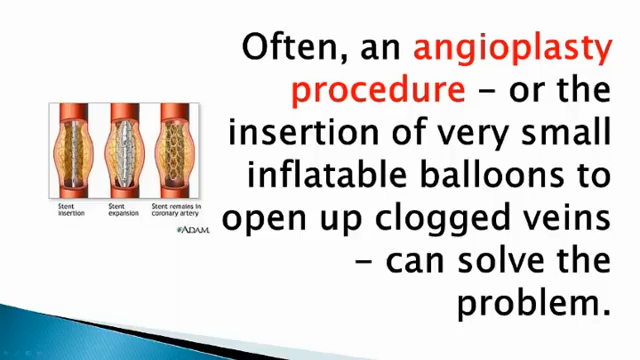 Often, an angioplasty
procedure – or the
insertion of very small
inflatable balloons to
open up clogged veins
– can solve the
problem.
Stent
insertion
Stent
expansion
Stent remains in
coronary artery
ADAM.